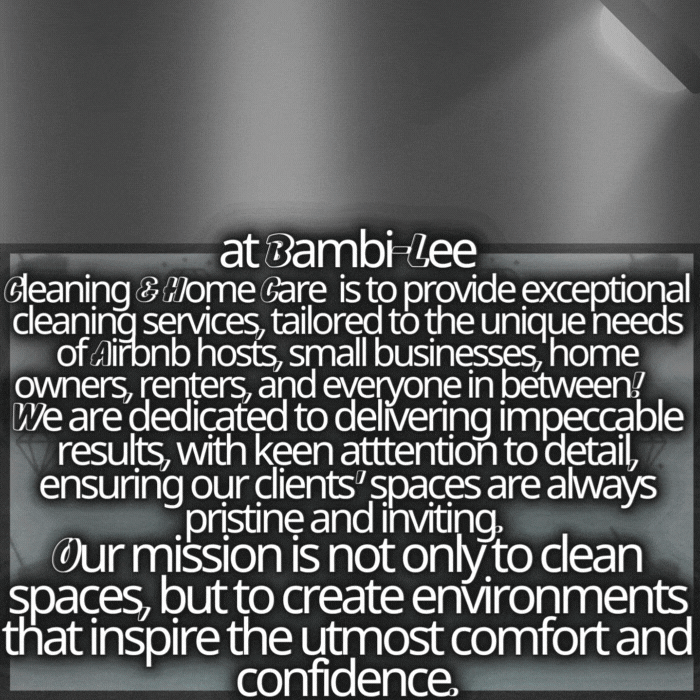 at Bambi-Lee
Cleaning & Home Care is to provide exceptional
cleaning services, tailored to the unique needs
of Airbnb hosts, small businesses, home
owners, renters, and everyone in between!
We are dedicated to delivering impeccable
results, with keen atttention to detail,
ensuring our clients' spaces are always
pristine and inviting.
Our mission is not only to clean
spaces, but to create environments
that inspire the utmost comfort and
confidence.